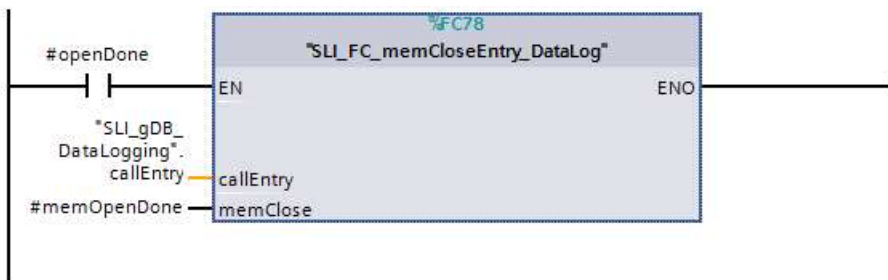 %FC78
"SLI_FC_memCloseEntry_DataLog"
#openDone
EN
ENO
"SLI_gDB_
DataLogging".
callEntry
callEntry
#memOpenDone
memClose